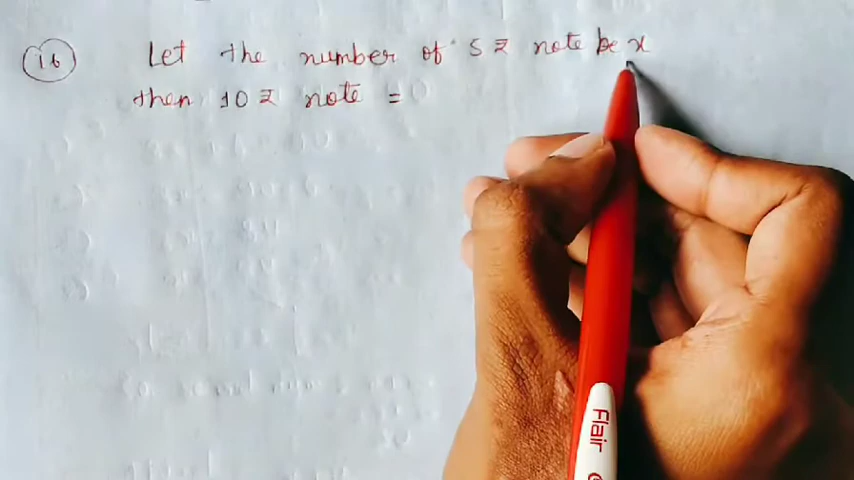 16 Let the number of 5 ₹ note be x
then 10 ₹ note =
Flair